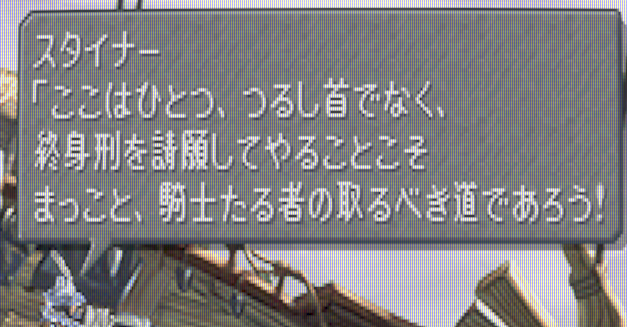 スタイナー
「ここはひとつ、つるし首でなく、
終身刑を請願してやることこそ
まっこと、騎士たる者の取るべき道であろう!